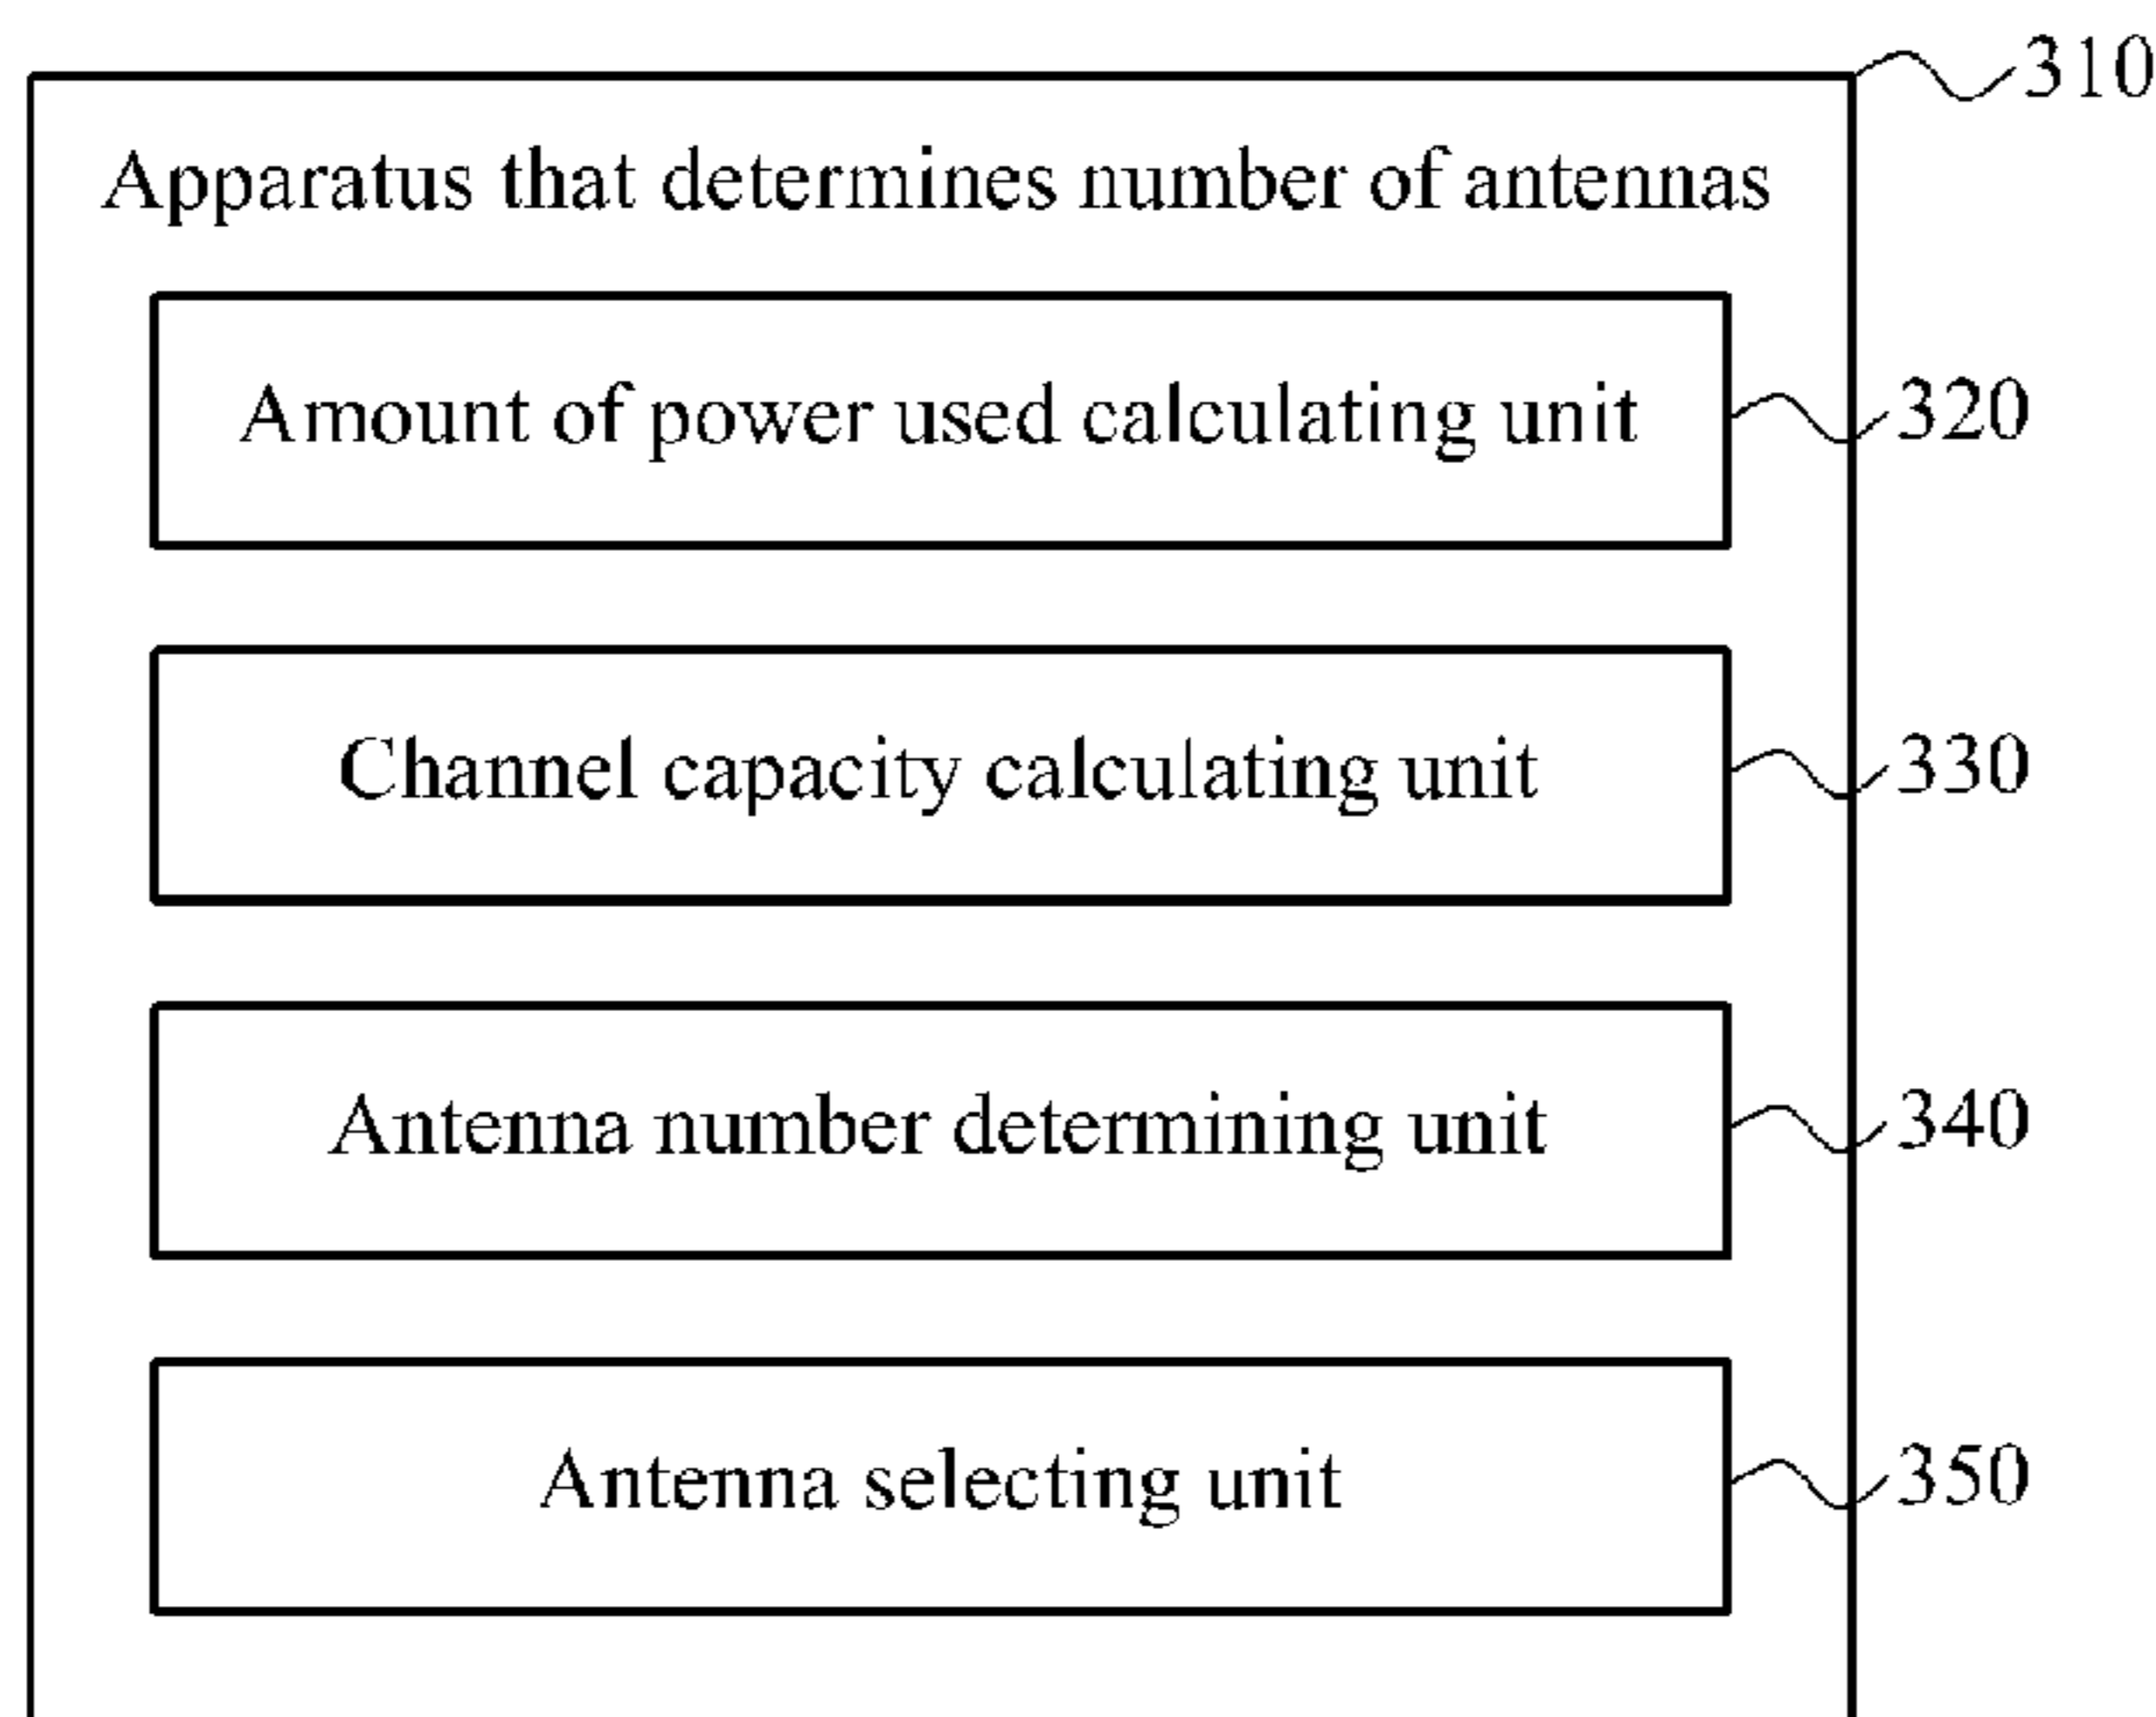 310
Apparatus that determines number of antennas
Amount of power used calculating unit
320
Channel capacity calculating unit
330
Antenna number determining unit
340
Antenna selecting unit
350